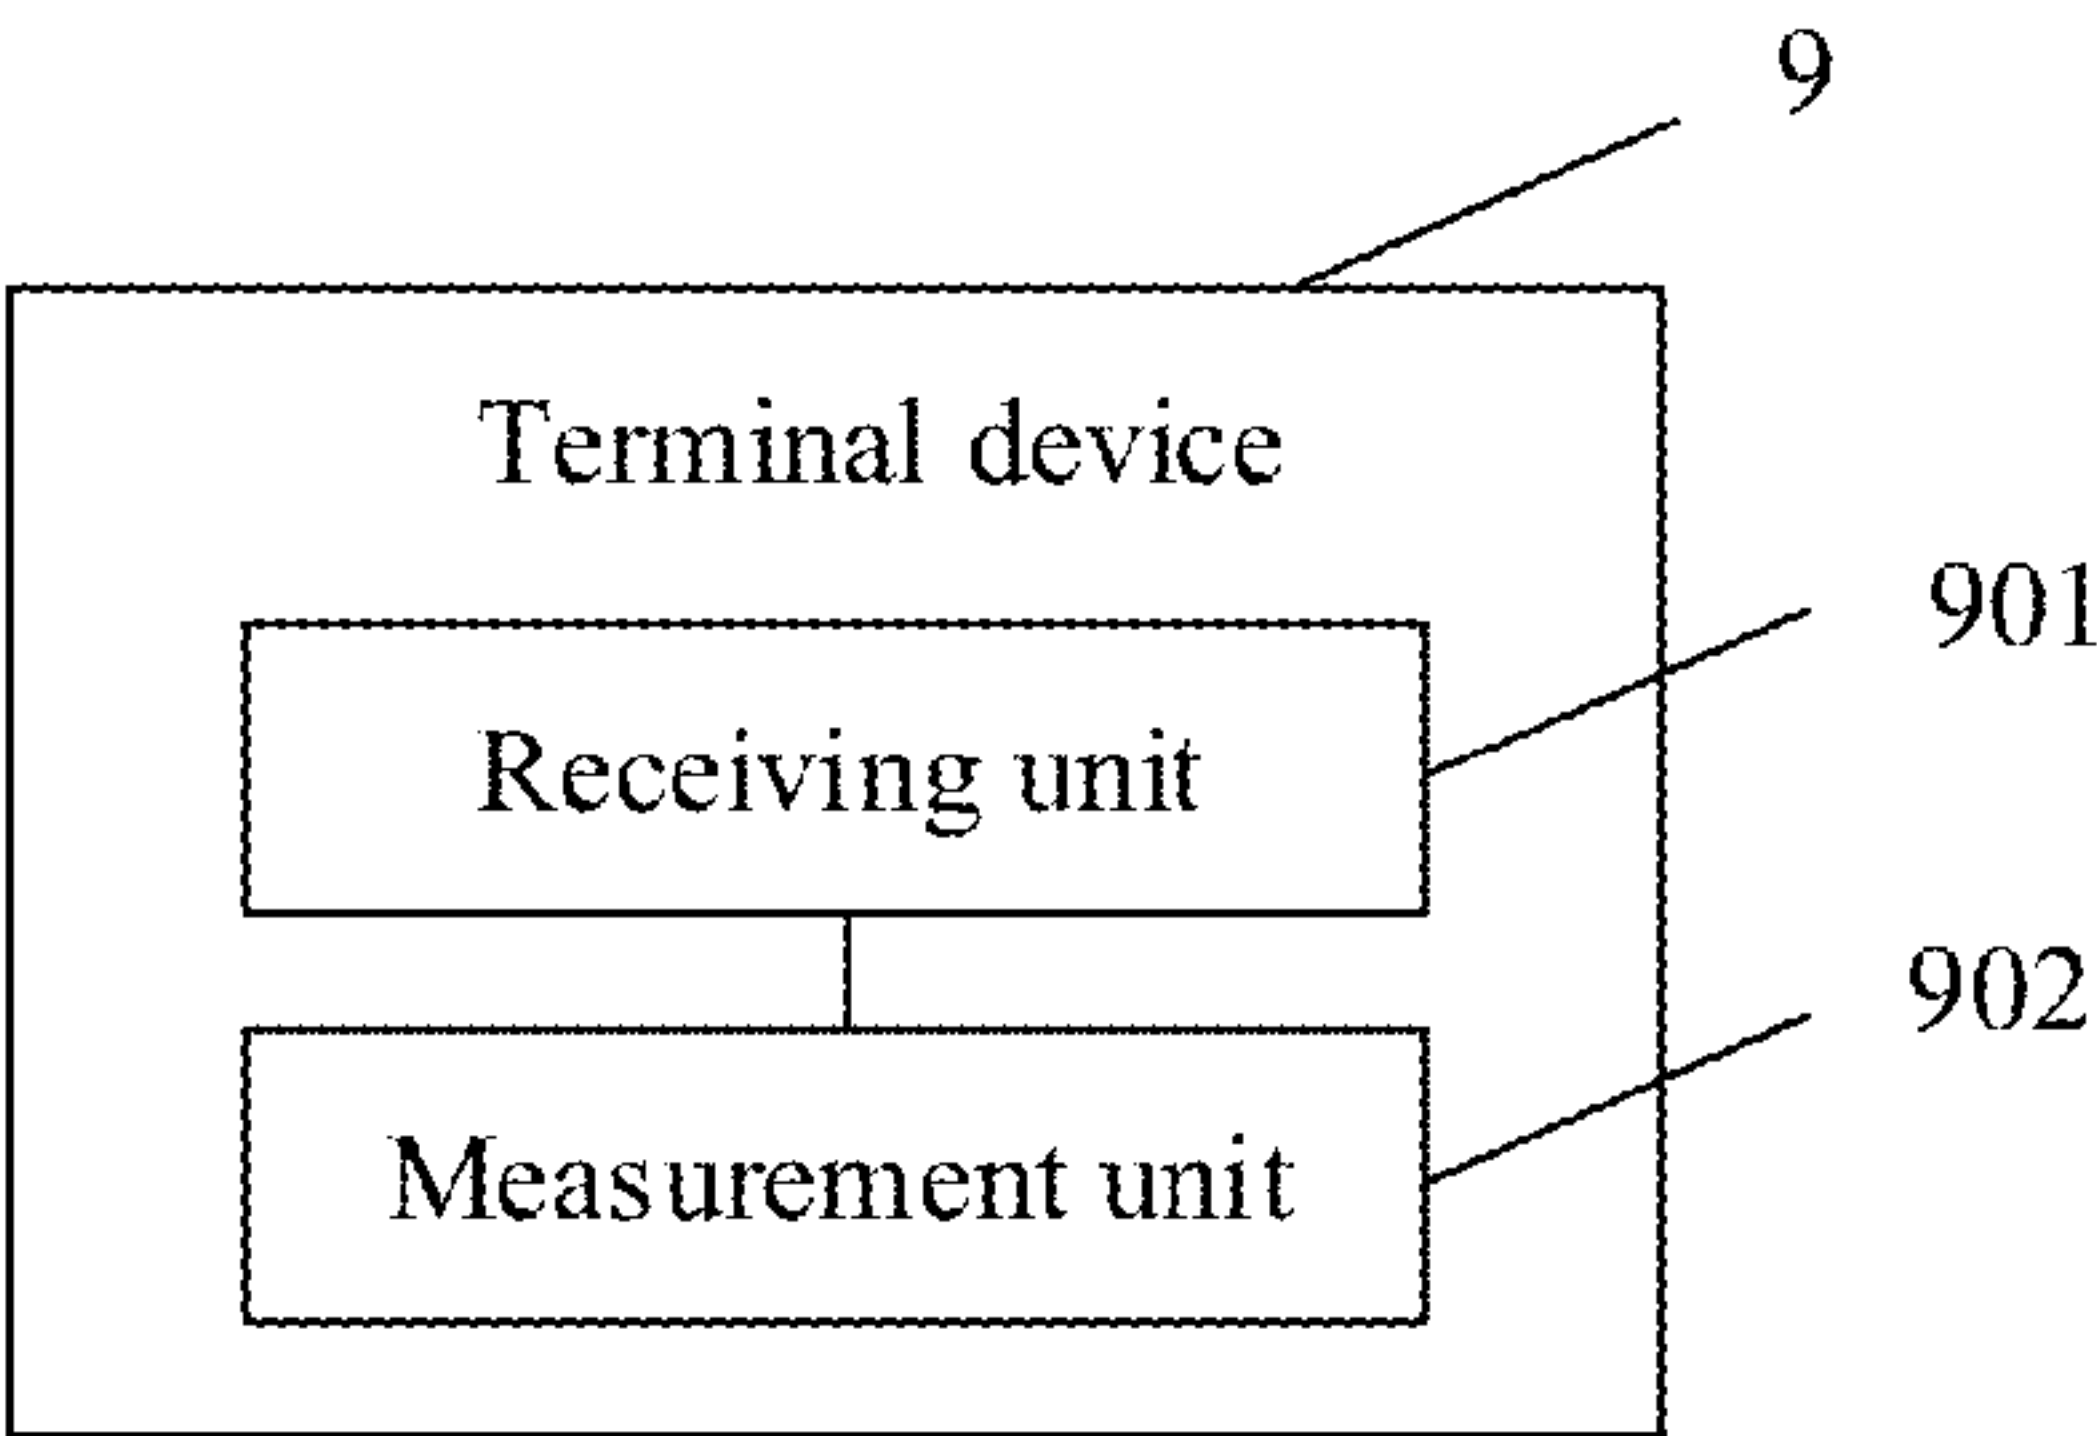 9
Terminal device
901
Receiving unit
902
Measurement unit